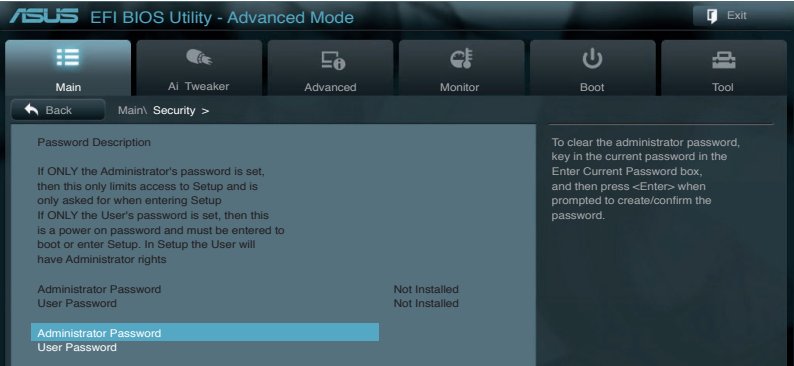 ASUS EFI BIOS Utility - Advanced Mode
Exit
Main
Ai Tweaker
Advanced
Monitor
Boot
Tool
Back
Main\ Security >
Password Description
If ONLY the Administrator's password is set,
then this only limits access to Setup and is
only asked for when entering Setup
If ONLY the User's password is set, then this
is a power on password and must be entered to
boot or enter Setup. In Setup the User will
have Administrator rights
Administrator Password Not Installed
User Password Not Installed
Administrator Password
User Password
To clear the administrator password,
key in the current password in the
Enter Current Password box,
and then press <Enter> when
prompted to create/confirm the
password.